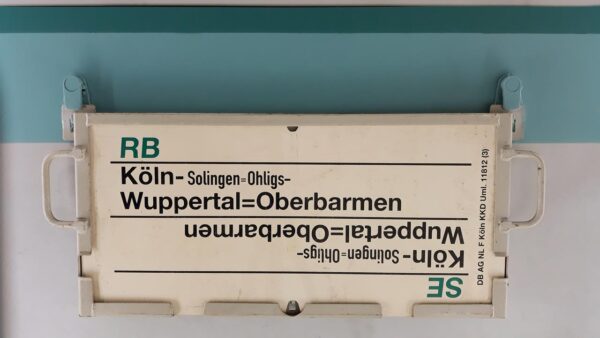 RB
Köln- Solingen=Ohligs-
Wuppertal=Oberbarmen
SE
Köln- Solingen=Ohligs-
Wuppertal=Oberbarmen
DB AG NL F Köln KKD Uml. 11812 (3)